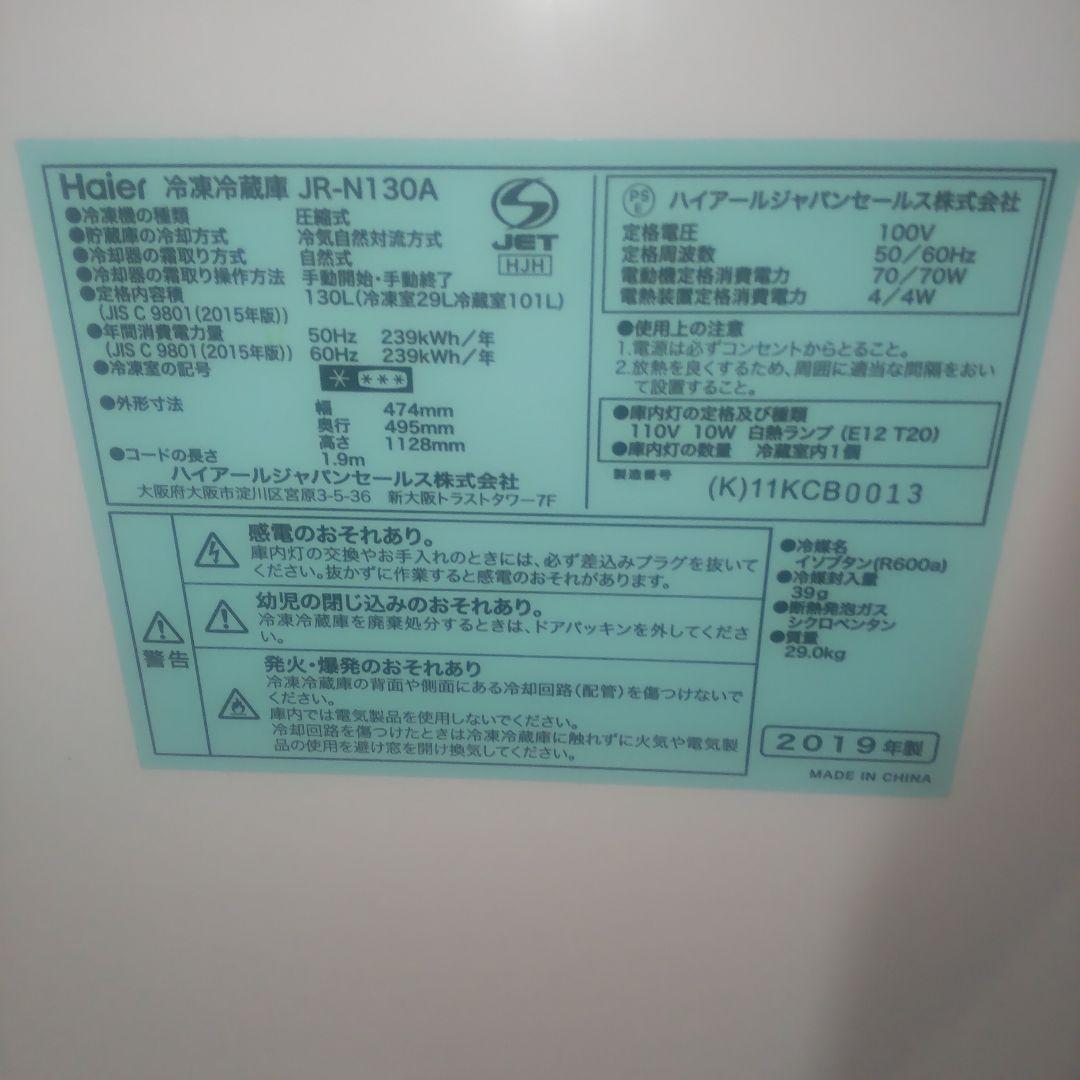 Haier 冷凍冷蔵庫 JR-N130A
●冷凍機の種類 圧縮式
●貯蔵庫の冷却方式 冷気自然対流方式
●冷却器の霜取り方式 自然式
●冷却器の霜取り操作方法 手動開始・手動終了
●定格内容積 130L(冷凍室29L冷蔵室101L)
(JIS C 9801(2015年版))
●年間消費電力量 50Hz 239kWh/年
(JIS C 9801(2015年版)) 60Hz 239kWh/年
●冷凍室の記号
●外形寸法 幅 474mm
奥行 495mm
高さ 1128mm
●コードの長さ 1.9m
ハイアールジャパンセールス株式会社
大阪府大阪市淀川区宮原3-5-36 新大阪トラストタワー7F
JET
HJH
PS
E
ハイアールジャパンセールス株式会社
定格電圧 100V
定格周波数 50/60Hz
電動機定格消費電力 70/70W
電熱装置定格消費電力 4/4W
●使用上の注意
1.電源は必ずコンセントからとること。
2.放熱を良くするため、周囲に適当な間隔をおい
て設置すること。
●庫内灯の定格及び種類
110V 10W 白熱ランプ (E12 T20)
●庫内灯の数量 冷蔵室内1個
製造番号
(K)11KCB0013
警告
感電のおそれあり。
庫内灯の交換やお手入れのときには、必ず差込みプラグを抜いて
ください。抜かずに作業すると感電のおそれがあります。
幼児の閉じ込みのおそれあり。
冷凍冷蔵庫を廃棄処分するときは、ドアパッキンを外してくださ
い。
発火・爆発のおそれあり
冷凍冷蔵庫の背面や側面にある冷却回路(配管)を傷つけないで
ください。
庫内では電気製品を使用しないでください。
冷却回路を傷つけたときは冷凍冷蔵庫に触れずに火気や電気製
品の使用を避け窓を開け換気してください。
●冷媒名
イソブタン(R600a)
●冷媒封入量
39g
●断熱発泡ガス
シクロペンタン
●質量
29.0kg
2019年製
MADE IN CHINA